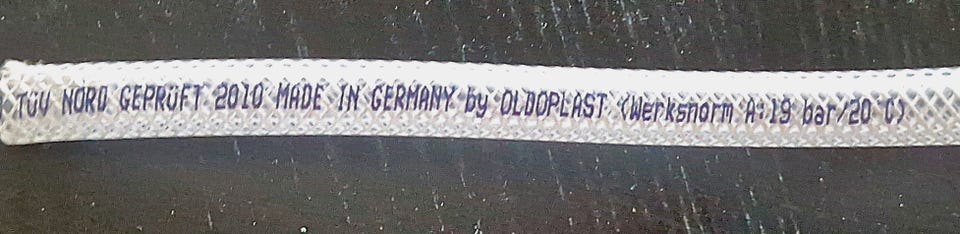 TÜV NORD GEPRÜFT 2010 MADE IN GERMANY by OLDOPLAST (Werksnorm A:19 bar/20°C)